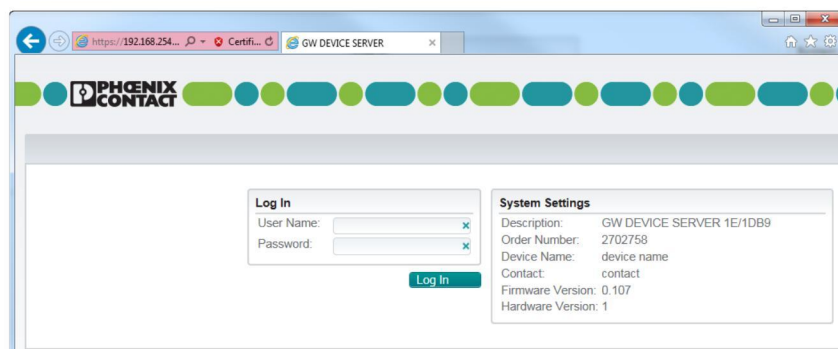 https://192.168.254... Certifi... GW DEVICE SERVER
PHŒNIX
CONTACT
Log In
User Name:
Password:
Log In
System Settings
Description: GW DEVICE SERVER 1E/1DB9
Order Number: 2702758
Device Name: device name
Contact: contact
Firmware Version: 0.107
Hardware Version: 1